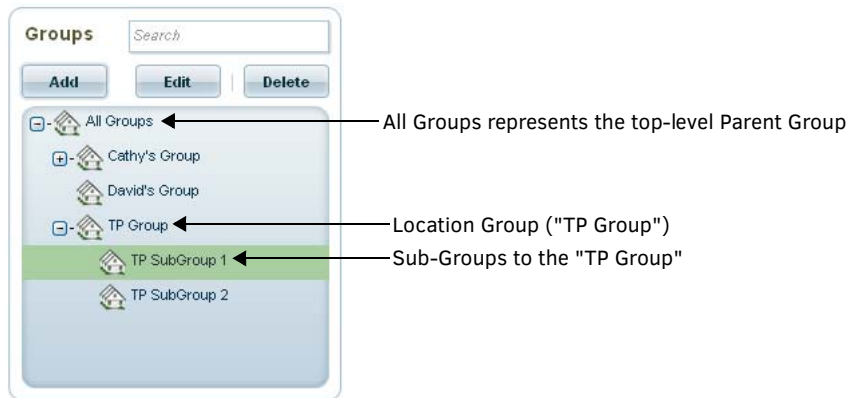 Groups Search
Add Edit Delete
All Groups All Groups represents the top-level Parent Group
Cathy's Group
David's Group
TP Group Location Group ("TP Group")
TP SubGroup 1 Sub-Groups to the "TP Group"
TP SubGroup 2